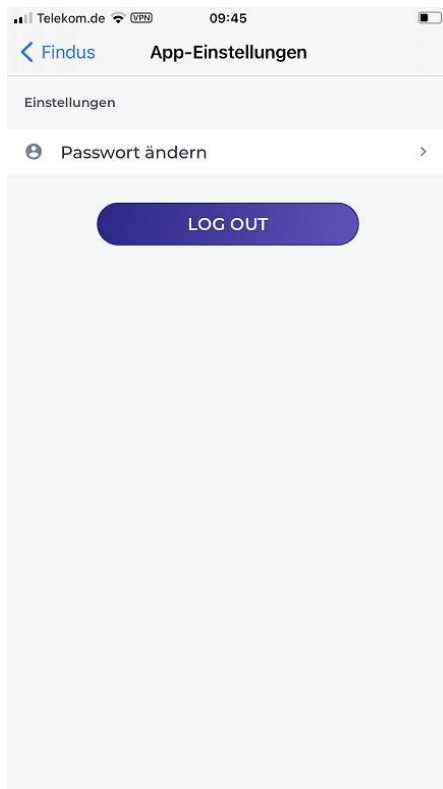 Telekom.de VPN 09:45
Findus App-Einstellungen
Einstellungen
Passwort ändern
LOG OUT